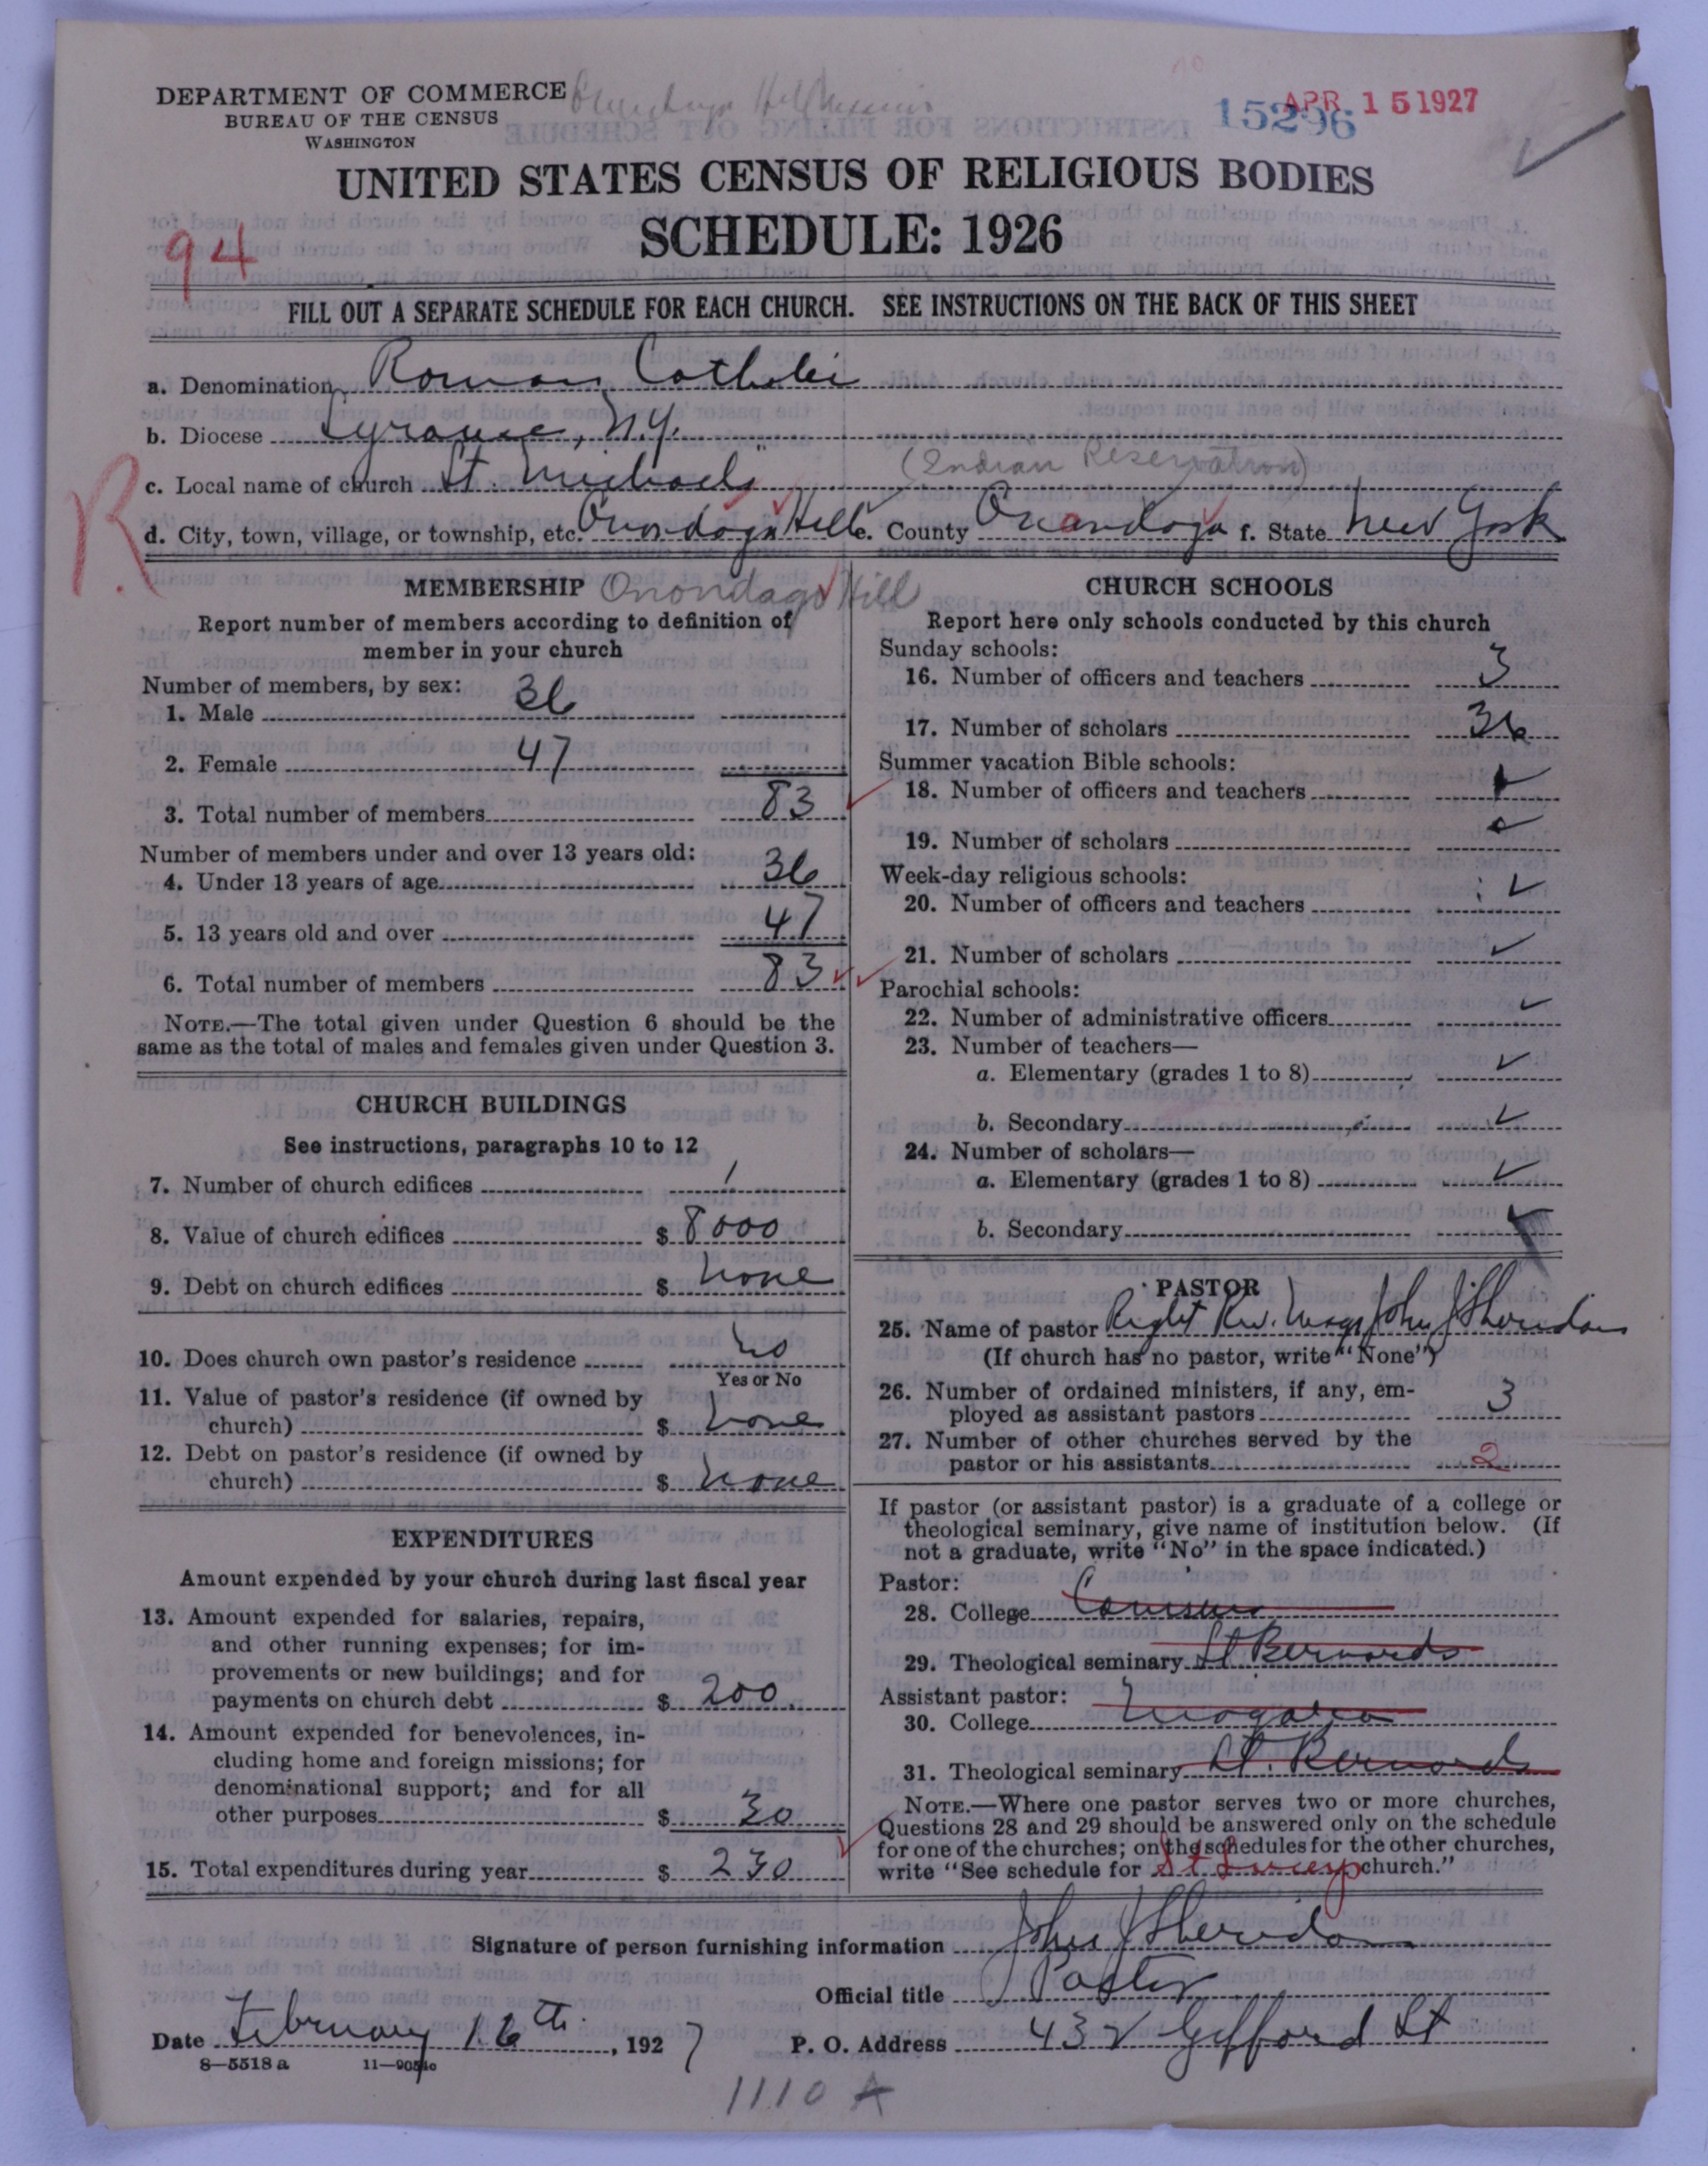 DEPARTMENT OF COMMERCE
BUREAU OF THE CENSUS
WASHINGTON
15296
APR 15 1927
UNITED STATES CENSUS OF RELIGIOUS BODIES
SCHEDULE: 1926
94
FILL OUT A SEPARATE SCHEDULE FOR EACH CHURCH. SEE INSTRUCTIONS ON THE BACK OF THIS SHEET
a. Denomination Roman Catholic
b. Diocese Syracuse, N.Y.
(Indian Reservation)
c. Local name of church St. Michaels
R.
d. City, town, village, or township, etc. Onondaga Hill e. County Onondaga f. State New York
MEMBERSHIP Onondaga Hill
Report number of members according to definition of
member in your church
Number of members, by sex:
1. Male 36
2. Female 47
3. Total number of members 83
Number of members under and over 13 years old:
4. Under 13 years of age 36
5. 13 years old and over 47
6. Total number of members 83
NOTE.—The total given under Question 6 should be the
same as the total of males and females given under Question 3.
CHURCH BUILDINGS
See instructions, paragraphs 10 to 12
7. Number of church edifices 1
8. Value of church edifices $ 8000
9. Debt on church edifices $ none
10. Does church own pastor's residence no
Yes or No
11. Value of pastor's residence (if owned by
church) $ none
12. Debt on pastor's residence (if owned by
church) $ none
EXPENDITURES
Amount expended by your church during last fiscal year
13. Amount expended for salaries, repairs,
and other running expenses; for im-
provements or new buildings; and for
payments on church debt $ 200
14. Amount expended for benevolences, in-
cluding home and foreign missions; for
denominational support; and for all
other purposes $ 30
15. Total expenditures during year $ 230
CHURCH SCHOOLS
Report here only schools conducted by this church
Sunday schools:
16. Number of officers and teachers 3
17. Number of scholars 36
Summer vacation Bible schools:
18. Number of officers and teachers
19. Number of scholars
Week-day religious schools:
20. Number of officers and teachers
21. Number of scholars
Parochial schools:
22. Number of administrative officers
23. Number of teachers—
a. Elementary (grades 1 to 8)
b. Secondary
24. Number of scholars—
a. Elementary (grades 1 to 8)
b. Secondary
PASTOR
25. Name of pastor Right Rev. Msgr John J Sheridan
(If church has no pastor, write "None")
26. Number of ordained ministers, if any, em-
ployed as assistant pastors 3
27. Number of other churches served by the
pastor or his assistants 2
If pastor (or assistant pastor) is a graduate of a college or
theological seminary, give name of institution below. (If
not a graduate, write "No" in the space indicated.)
Pastor:
28. College Canisius
29. Theological seminary St Bernards
Assistant pastor:
30. College Niagara
31. Theological seminary St. Bernards
NOTE.—Where one pastor serves two or more churches,
Questions 28 and 29 should be answered only on the schedule
for one of the churches; on the schedules for the other churches,
write "See schedule for St church."
Signature of person furnishing information John J Sheridan
Official title Pastor
Date February 16th, 1927 P. O. Address 432 Gifford St
8—5518 a 11—9054c
1110 A